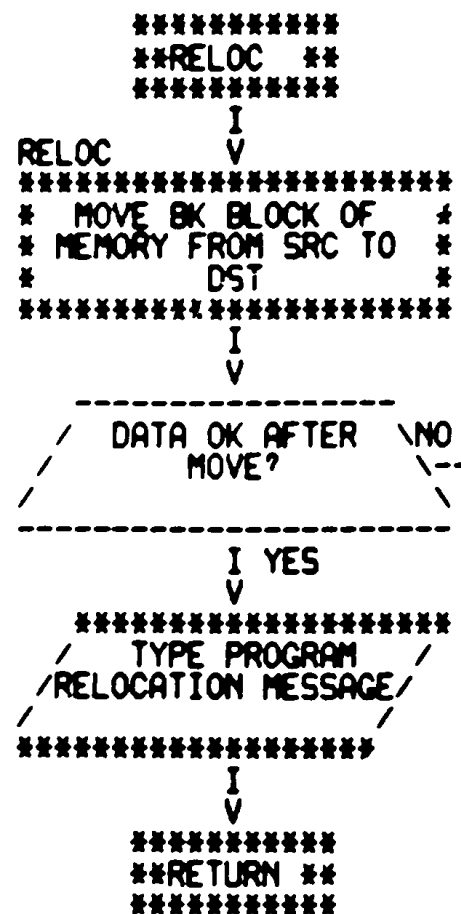 ***********
**RELOC  **
***********
I
V
RELOC
************************
*  MOVE 8K BLOCK OF    *
* MEMORY FROM SRC TO   *
*         DST          *
************************
I
V
-----------------
/  DATA OK AFTER  \NO
/      MOVE?       \--
/                      \
-----------------------
I YES
V
********************
/   TYPE PROGRAM    /
/RELOCATION MESSAGE/
/                  /
*******************
I
V
***********
**RETURN **
***********